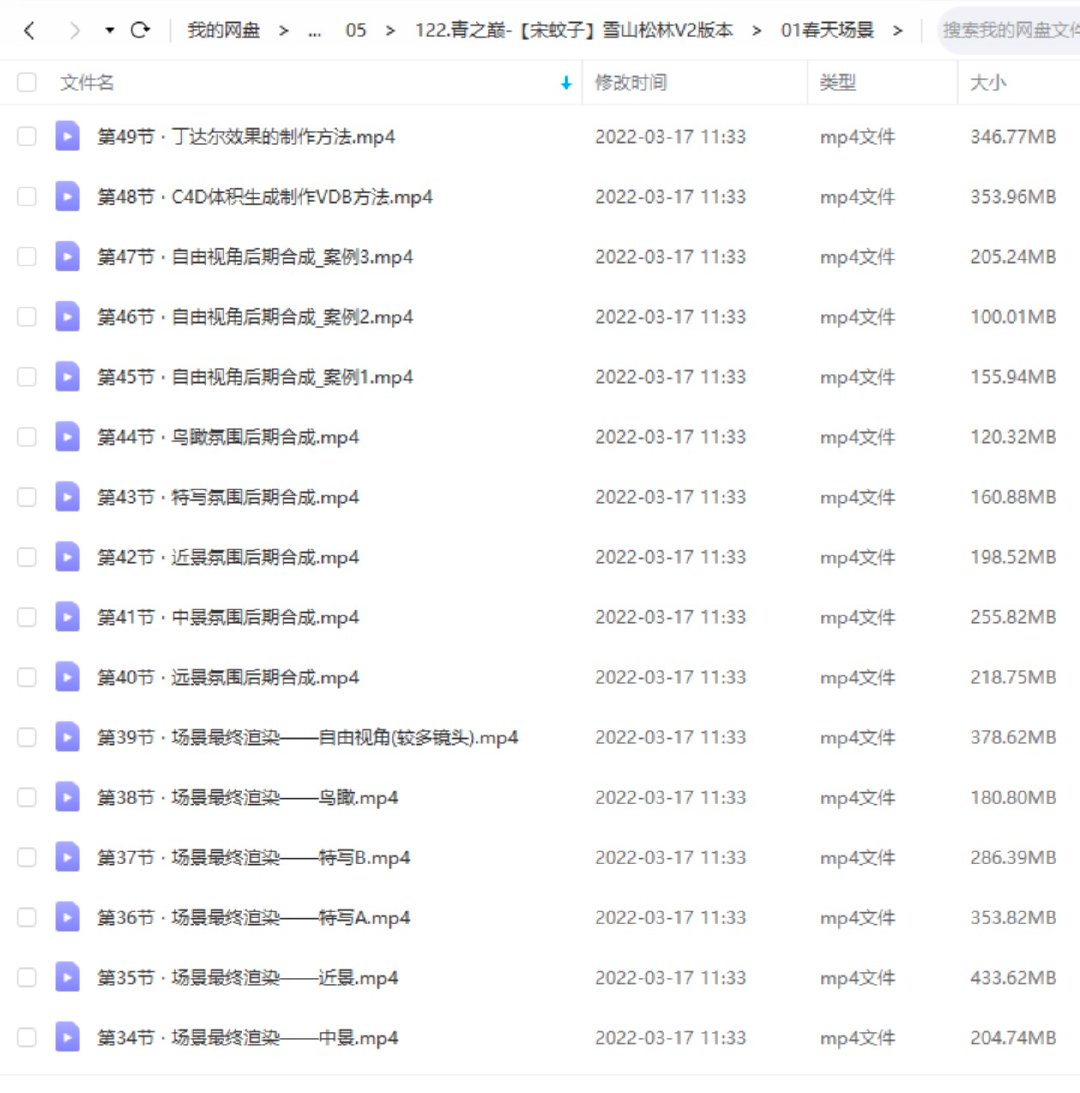 我的网盘 > ... 05 > 122.青之巅-【宋蚊子】雪山松林V2版本 > 01春天场景 > 搜索我的网盘文件
文件名 修改时间 类型 大小
第49节 · 丁达尔效果的制作方法.mp4 2022-03-17 11:33 mp4文件 346.77MB
第48节 · C4D体积生成制作VDB方法.mp4 2022-03-17 11:33 mp4文件 353.96MB
第47节 · 自由视角后期合成_案例3.mp4 2022-03-17 11:33 mp4文件 205.24MB
第46节 · 自由视角后期合成_案例2.mp4 2022-03-17 11:33 mp4文件 100.01MB
第45节 · 自由视角后期合成_案例1.mp4 2022-03-17 11:33 mp4文件 155.94MB
第44节 · 鸟瞰氛围后期合成.mp4 2022-03-17 11:33 mp4文件 120.32MB
第43节 · 特写氛围后期合成.mp4 2022-03-17 11:33 mp4文件 160.88MB
第42节 · 近景氛围后期合成.mp4 2022-03-17 11:33 mp4文件 198.52MB
第41节 · 中景氛围后期合成.mp4 2022-03-17 11:33 mp4文件 255.82MB
第40节 · 远景氛围后期合成.mp4 2022-03-17 11:33 mp4文件 218.75MB
第39节 · 场景最终渲染——自由视角(较多镜头).mp4 2022-03-17 11:33 mp4文件 378.62MB
第38节 · 场景最终渲染——鸟瞰.mp4 2022-03-17 11:33 mp4文件 180.80MB
第37节 · 场景最终渲染——特写B.mp4 2022-03-17 11:33 mp4文件 286.39MB
第36节 · 场景最终渲染——特写A.mp4 2022-03-17 11:33 mp4文件 353.82MB
第35节 · 场景最终渲染——近景.mp4 2022-03-17 11:33 mp4文件 433.62MB
第34节 · 场景最终渲染——中景.mp4 2022-03-17 11:33 mp4文件 204.74MB